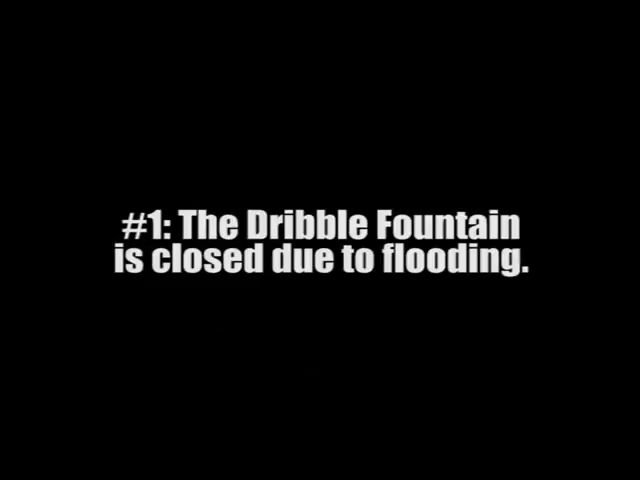 #1: The Dribble Fountain
is closed due to flooding.